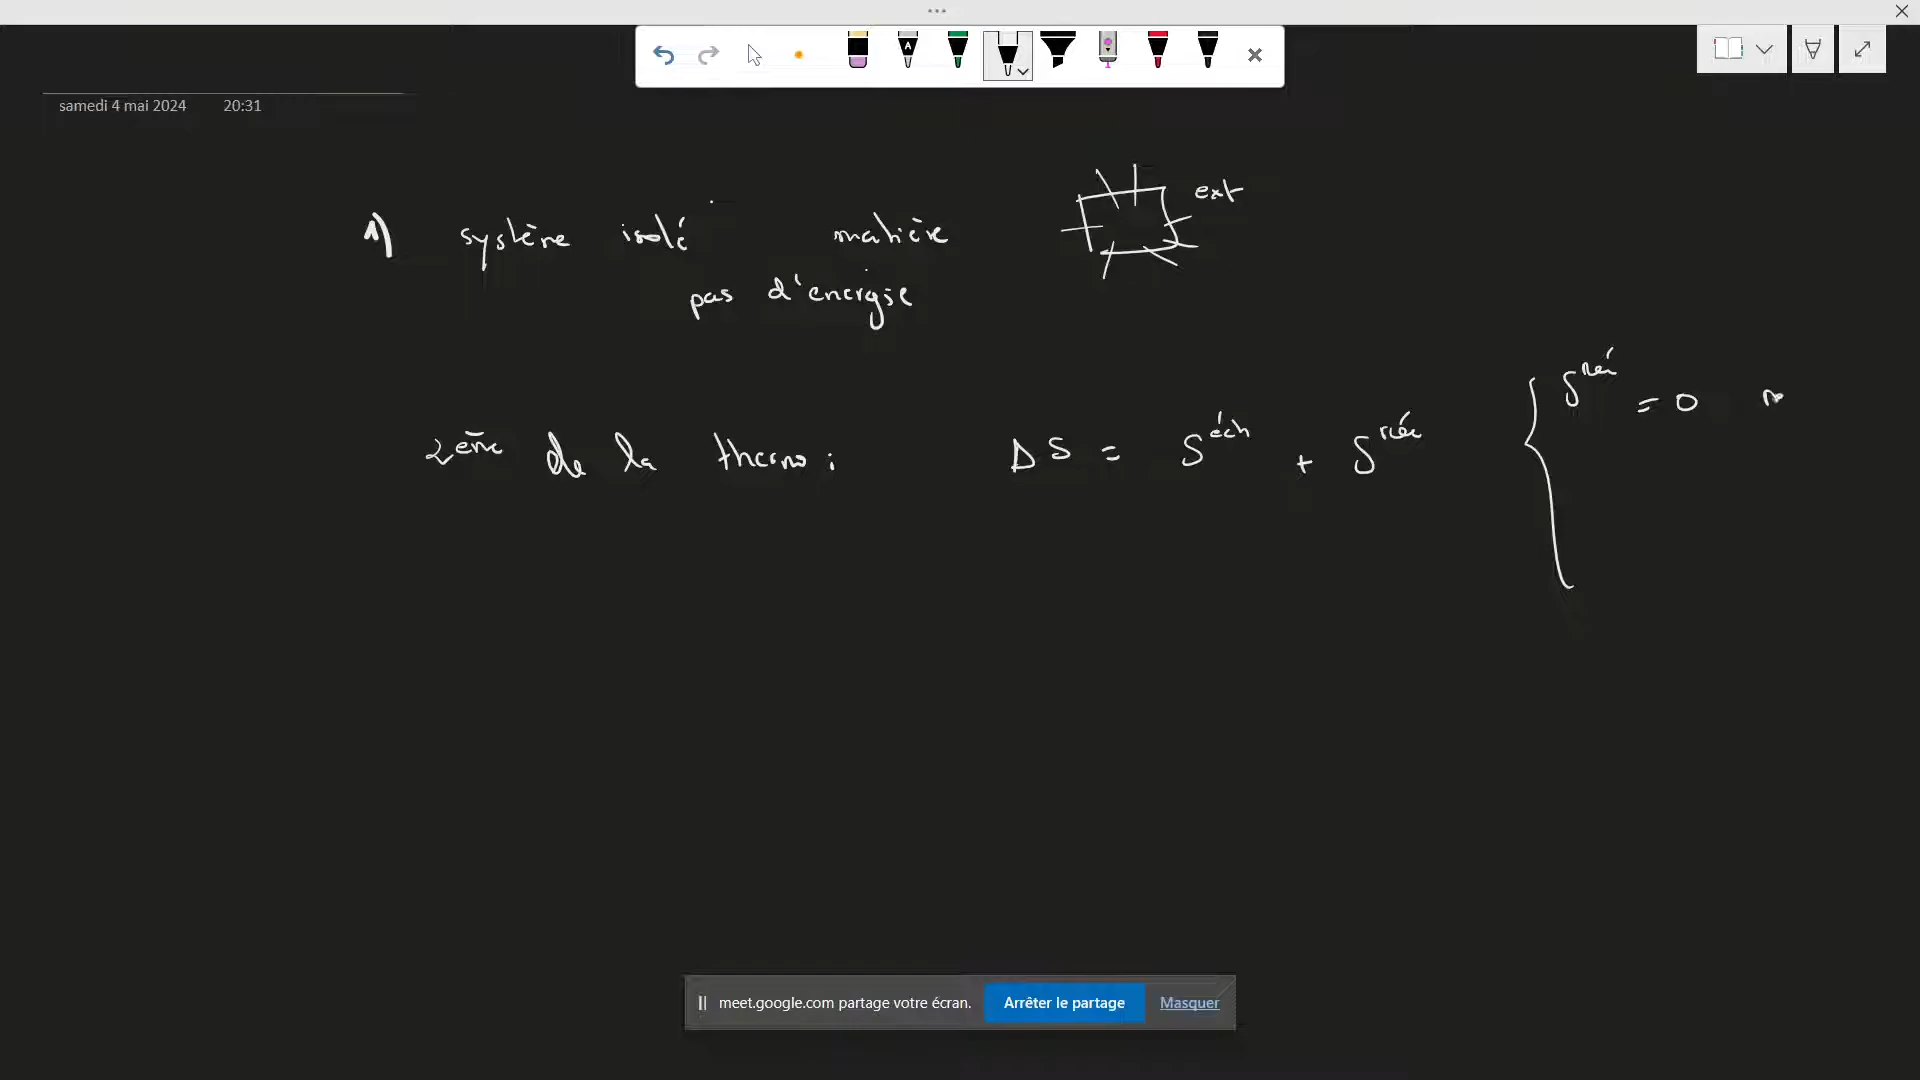 samedi 4 mai 2024 20:31
1) système isolé matière ext
pas d'énergie
2ème de la thermo : ΔS = S^éch + S^créé { S^créé = 0
meet.google.com partage votre écran. Arrêter le partage Masquer